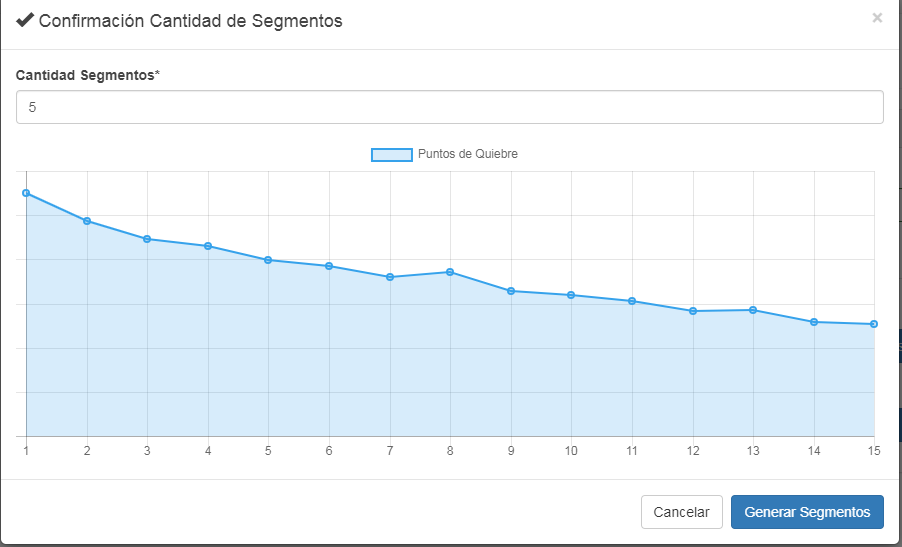 Confirmación Cantidad de Segmentos
×
Cantidad Segmentos*
5
Puntos de Quiebre
1 2 3 4 5 6 7 8 9 10 11 12 13 14 15
Cancelar Generar Segmentos